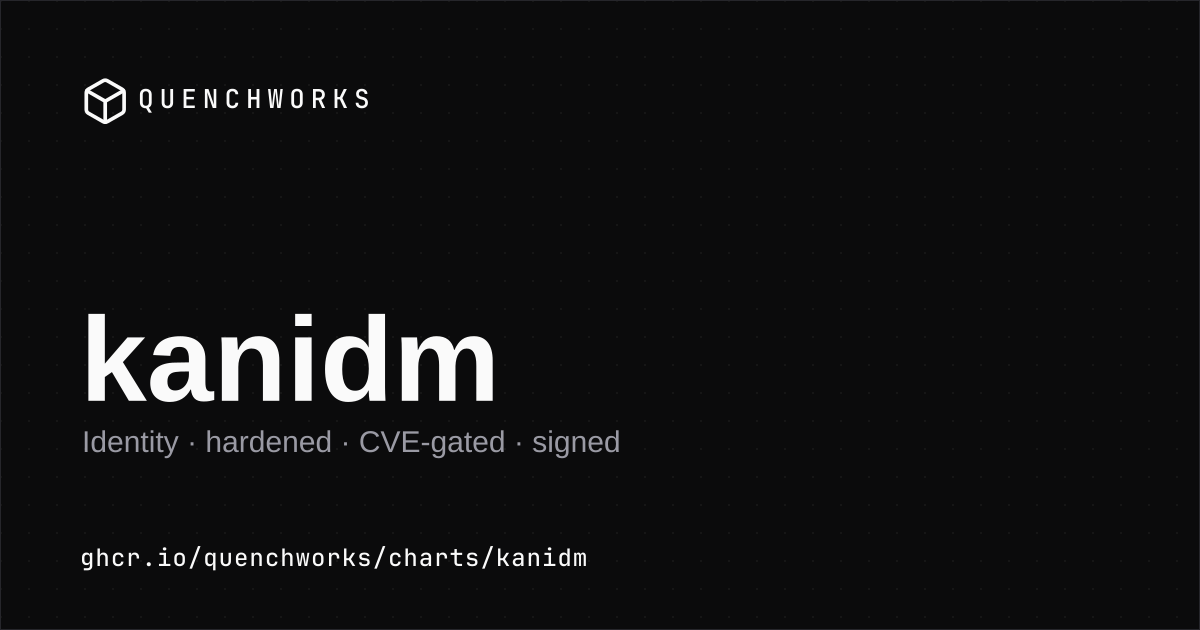 QUENCHWORKS
kanidm
Identity · hardened · CVE-gated · signed
ghcr.io/quenchworks/charts/kanidm